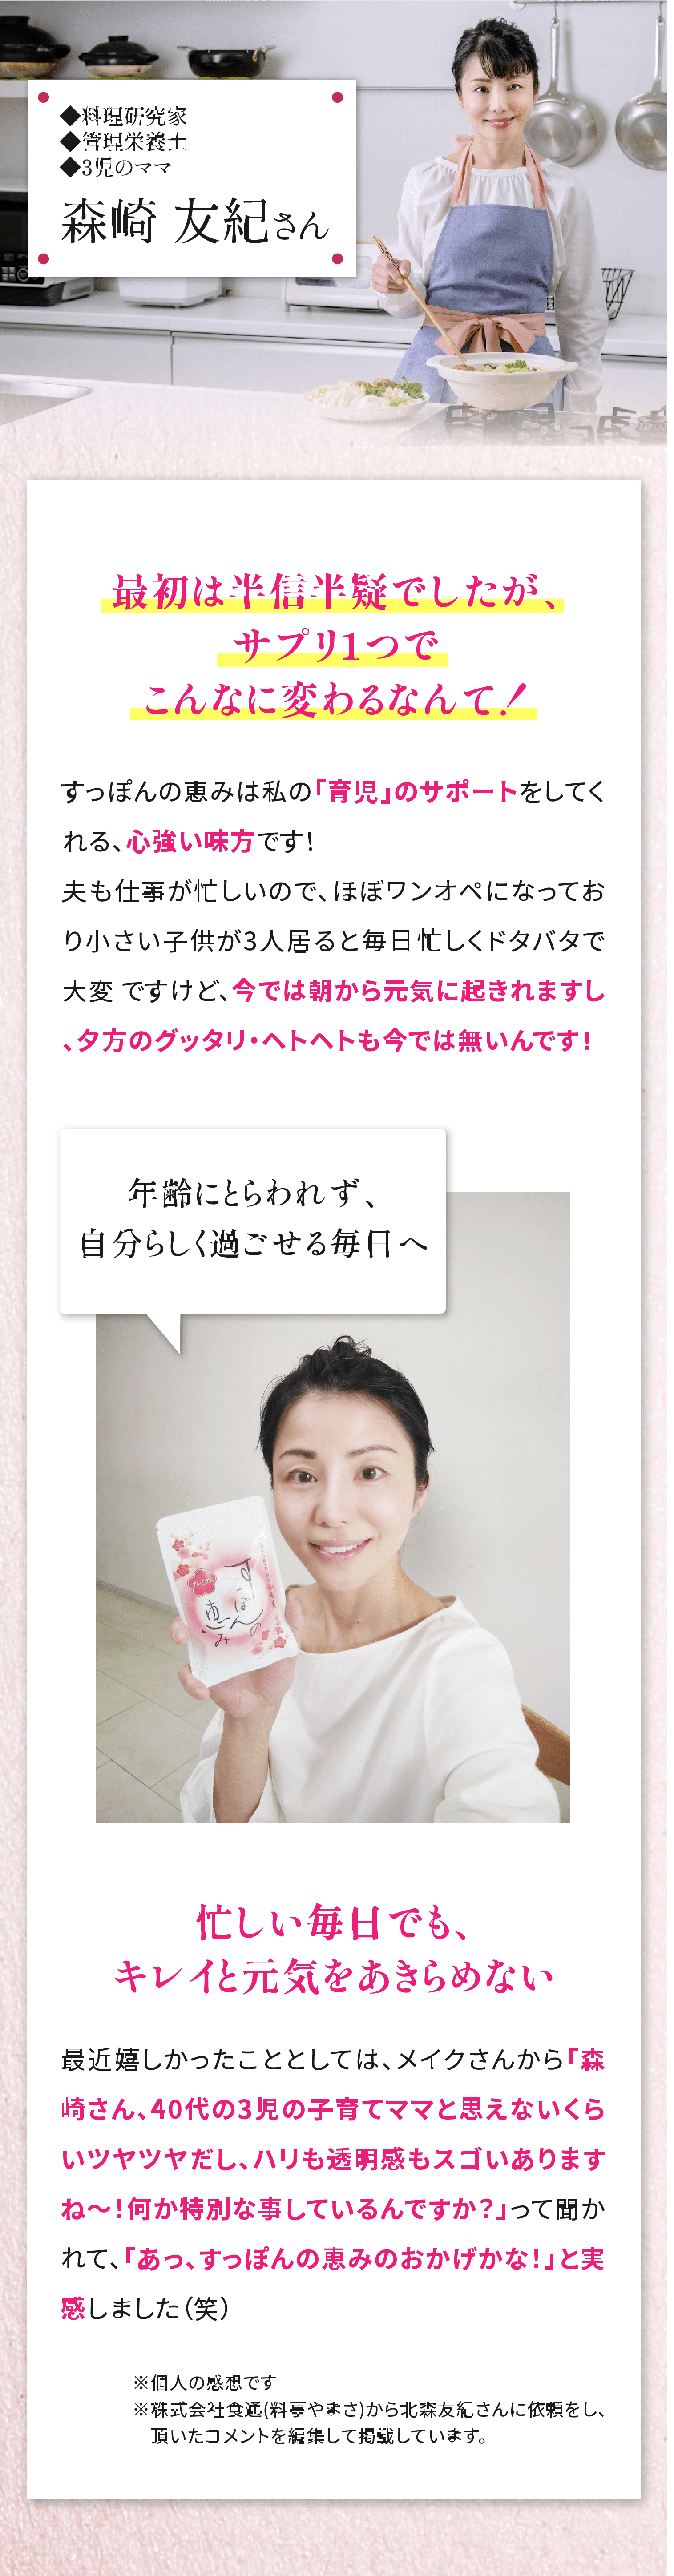 ◆料理研究家
◆管理栄養士
◆3児のママ
森崎 友紀さん
最初は半信半疑でしたが、
サプリ1つで
こんなに変わるなんて！
すっぽんの恵みは私の「育児」のサポートをしてく
れる、心強い味方です！
夫も仕事が忙しいので、ほぼワンオペになってお
り小さい子供が3人居ると毎日忙しくドタバタで
大変 ですけど、今では朝から元気に起きれますし
、夕方のグッタリ・ヘトヘトも今では無いんです！
年齢にとらわれず、
自分らしく過ごせる毎日へ
プレミアム
すっぽんの
恵み
忙しい毎日でも、
キレイと元気をあきらめない
最近嬉しかったこととしては、メイクさんから「森
崎さん、40代の3児の子育てママと思えないくら
いツヤツヤだし、ハリも透明感もスゴいあります
ね〜！何か特別な事しているんですか？」って聞か
れて、「あっ、すっぽんの恵みのおかげかな！」と実
感しました（笑）
※個人の感想です
※株式会社食通(料亭やまさ)から北森友紀さんに依頼をし、
頂いたコメントを編集して掲載しています。